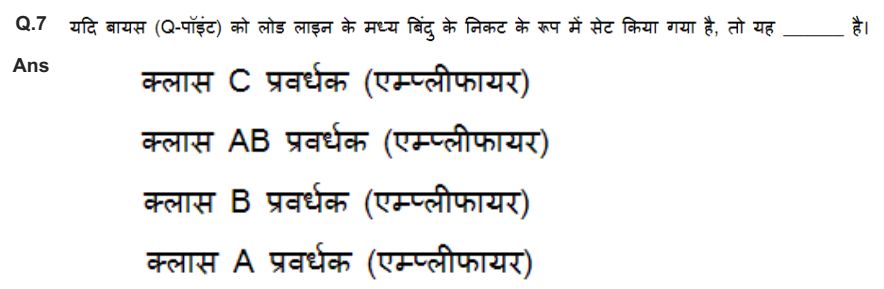 Q.7 यदि बायस (Q-पॉइंट) को लोड लाइन के मध्य बिंदु के निकट के रूप में सेट किया गया है, तो यह ______ है।
Ans
क्लास C प्रवर्धक (एम्प्लीफायर)
क्लास AB प्रवर्धक (एम्प्लीफायर)
क्लास B प्रवर्धक (एम्प्लीफायर)
क्लास A प्रवर्धक (एम्प्लीफायर)